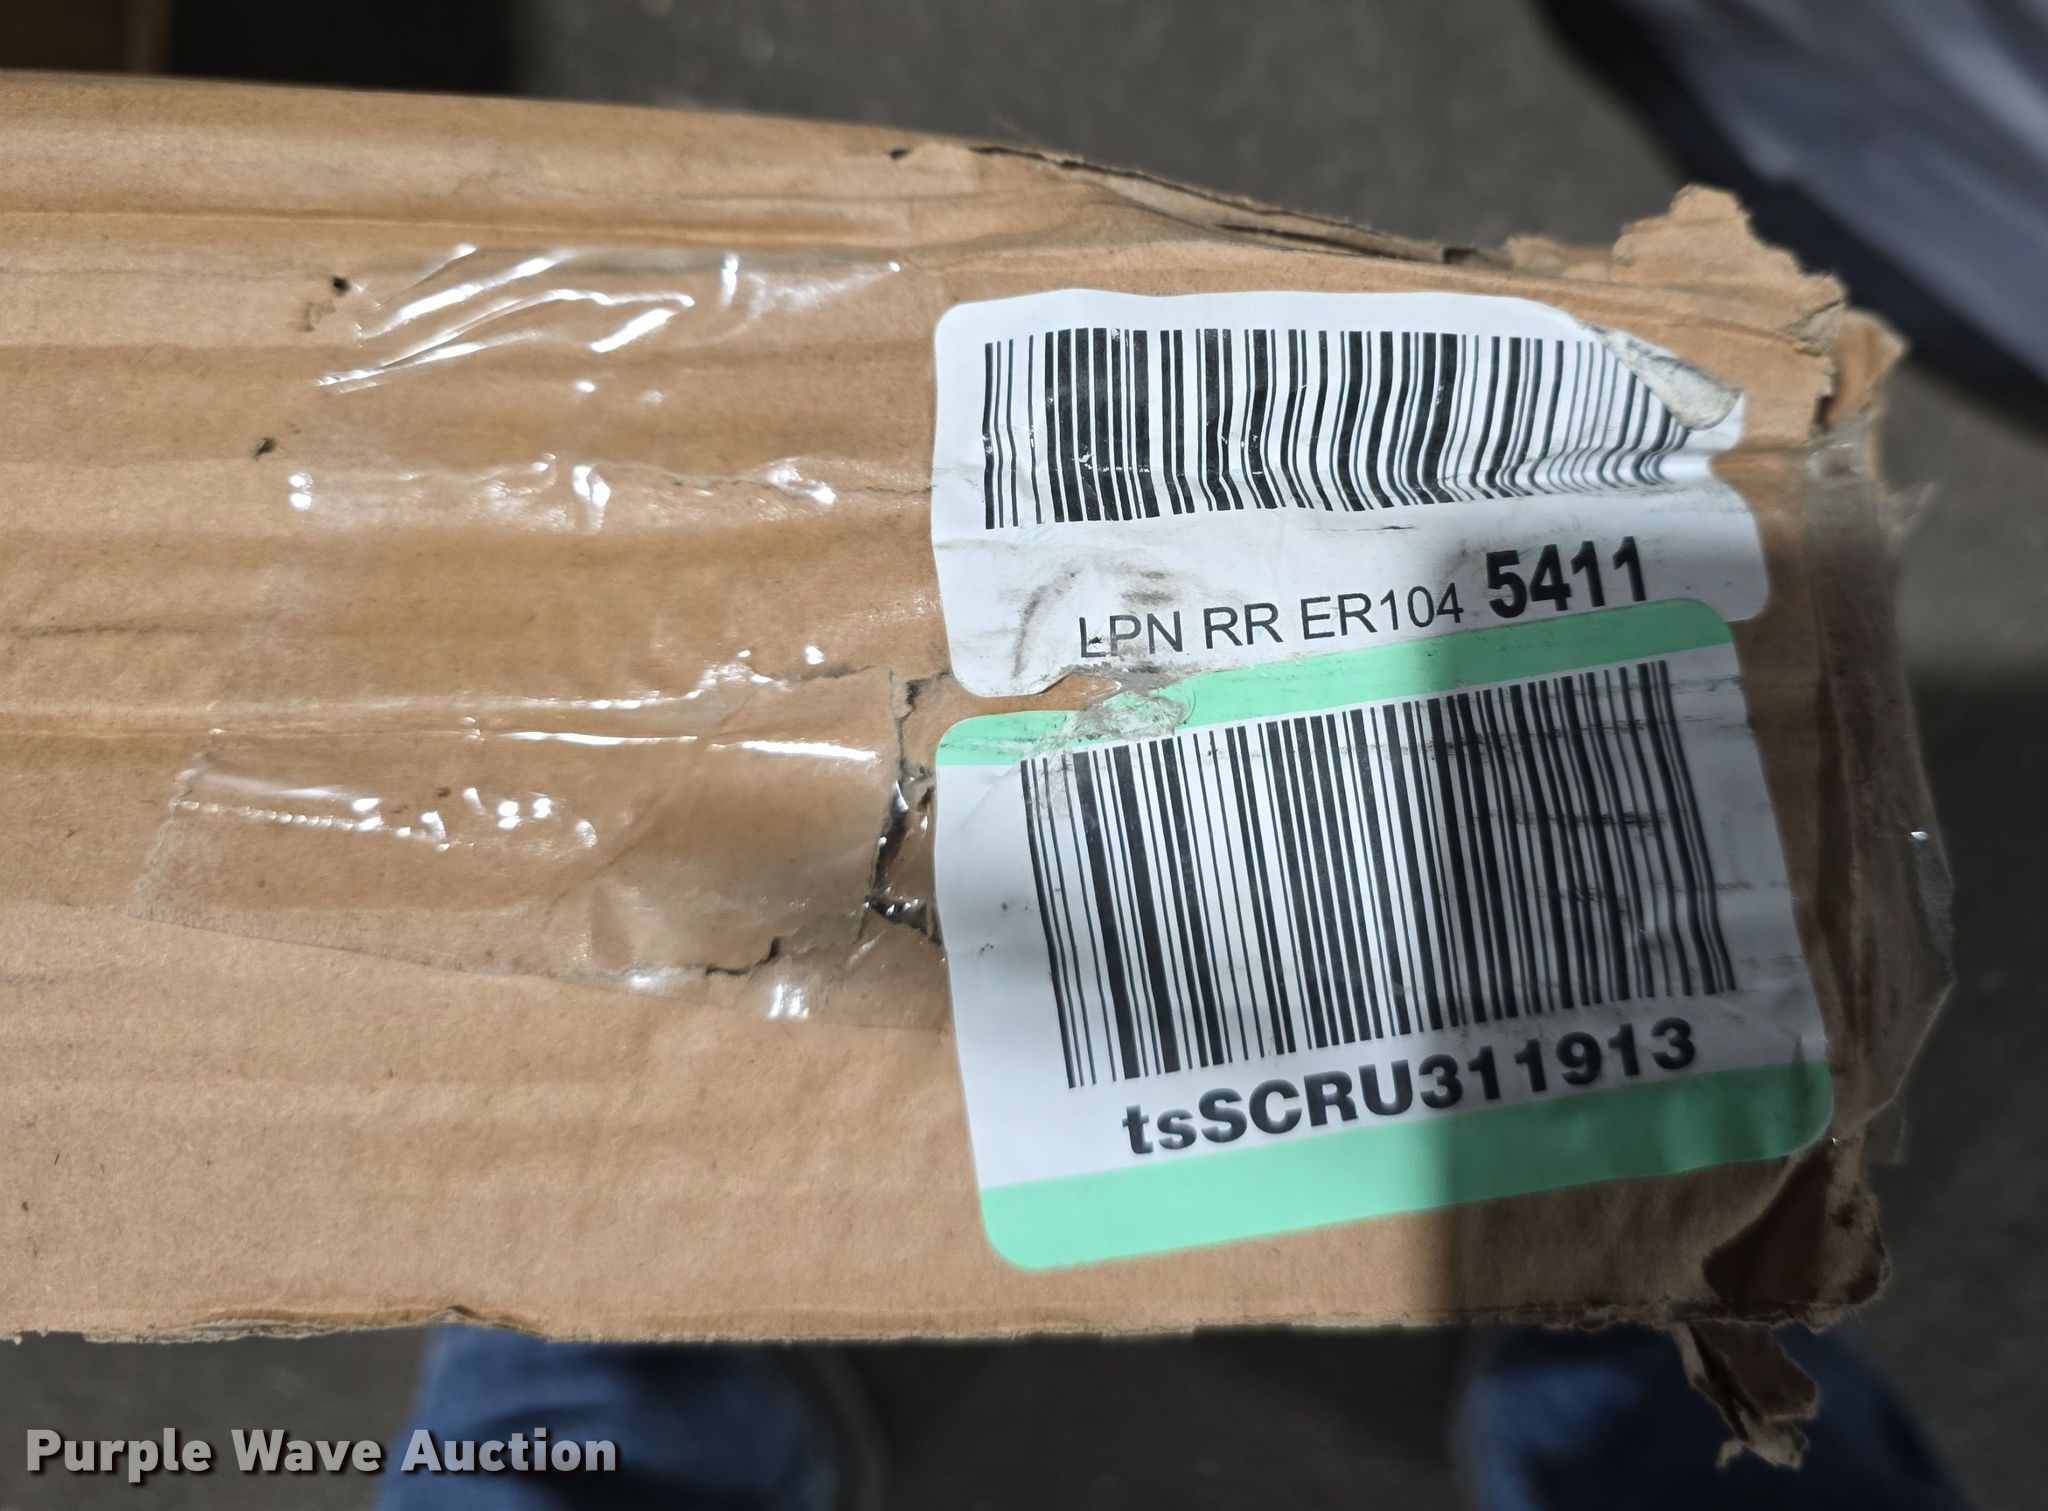 LPN RR ER104 5411
tsSCRU311913
Purple Wave Auction